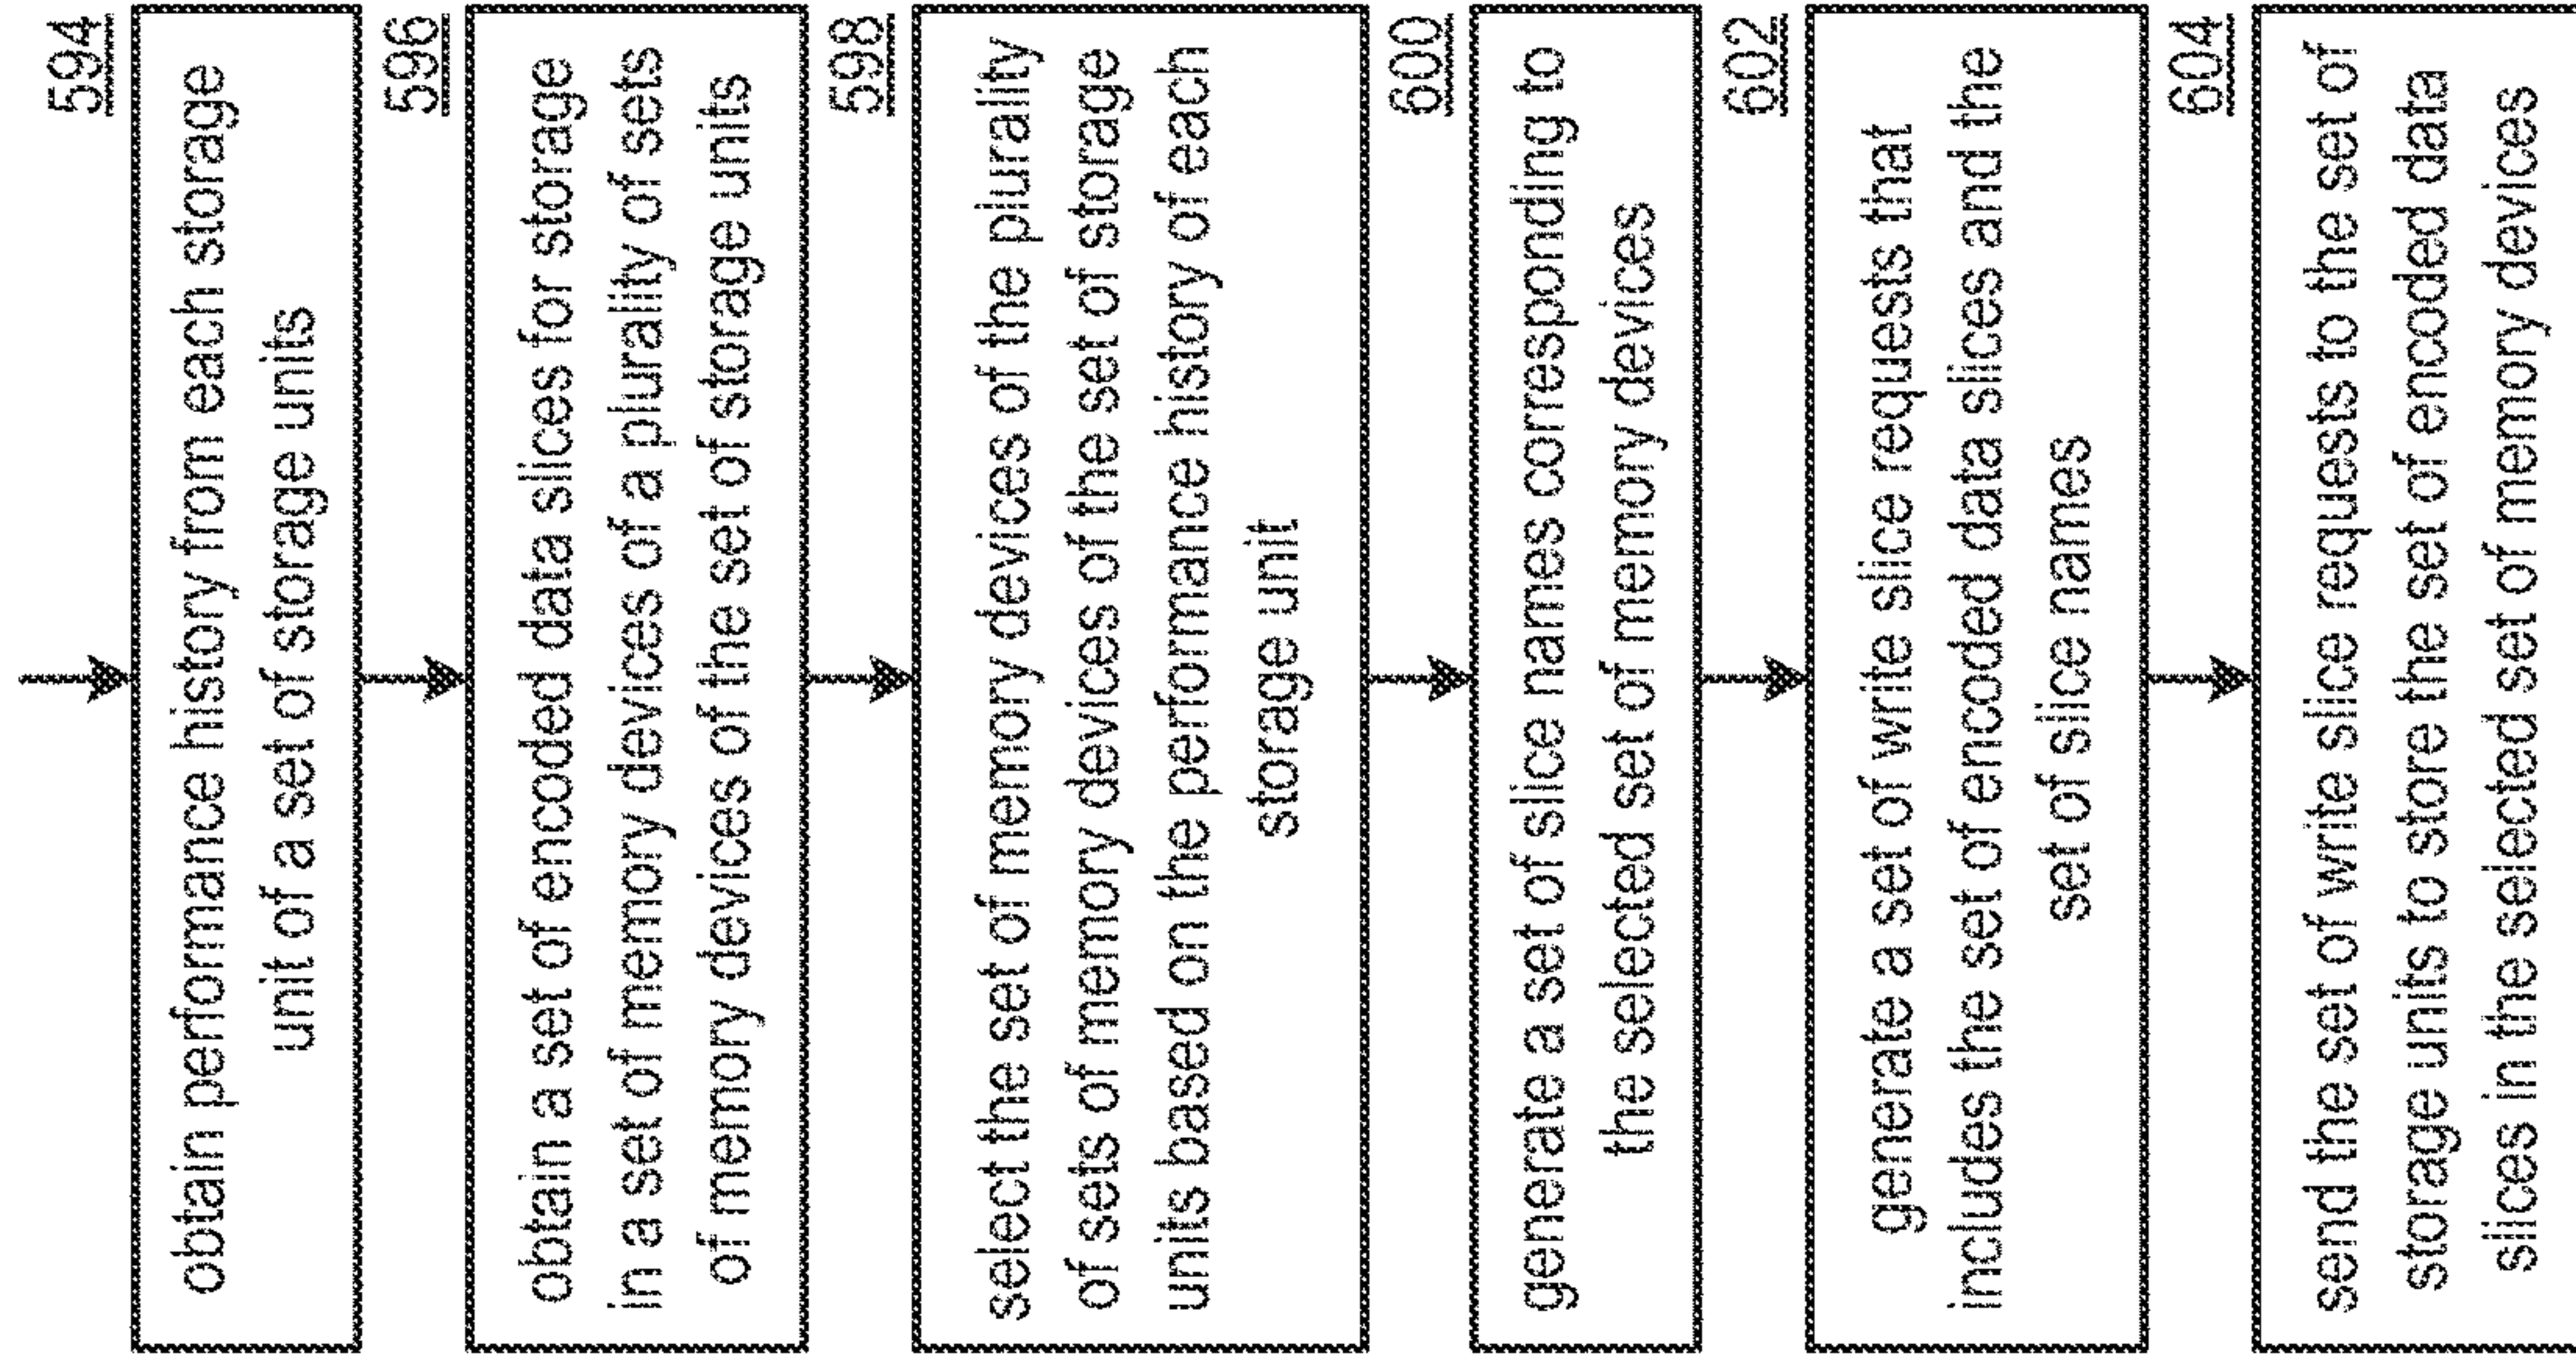 594
obtain performance history from each storage
unit of a set of storage units
596
obtain a set of encoded data slices for storage
in a set of memory devices of a plurality of sets
of memory devices of the set of storage units
598
select the set of memory devices of the plurality
of sets of memory devices of the set of storage
units based on the performance history of each
storage unit
600
generate a set of slice names corresponding to
the selected set of memory devices
602
generate a set of write slice requests that
includes the set of encoded data slices and the
set of slice names
604
send the set of write slice requests to the set of
storage units to store the set of encoded data
slices in the selected set of memory devices